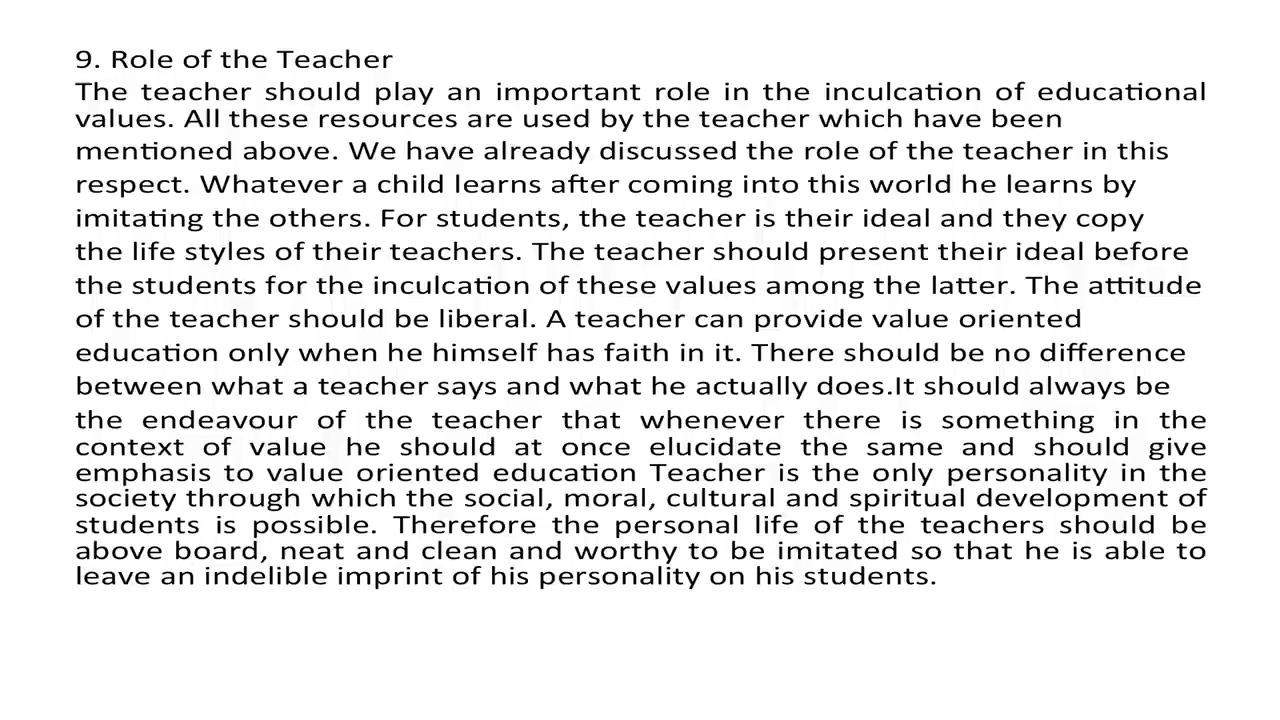 9. Role of the Teacher
The teacher should play an important role in the inculcation of educational
values. All these resources are used by the teacher which have been
mentioned above. We have already discussed the role of the teacher in this
respect. Whatever a child learns after coming into this world he learns by
imitating the others. For students, the teacher is their ideal and they copy
the life styles of their teachers. The teacher should present their ideal before
the students for the inculcation of these values among the latter. The attitude
of the teacher should be liberal. A teacher can provide value oriented
education only when he himself has faith in it. There should be no difference
between what a teacher says and what he actually does.It should always be
the endeavour of the teacher that whenever there is something in the
context of value he should at once elucidate the same and should give
emphasis to value oriented education Teacher is the only personality in the
society through which the social, moral, cultural and spiritual development of
students is possible. Therefore the personal life of the teachers should be
above board, neat and clean and worthy to be imitated so that he is able to
leave an indelible imprint of his personality on his students.